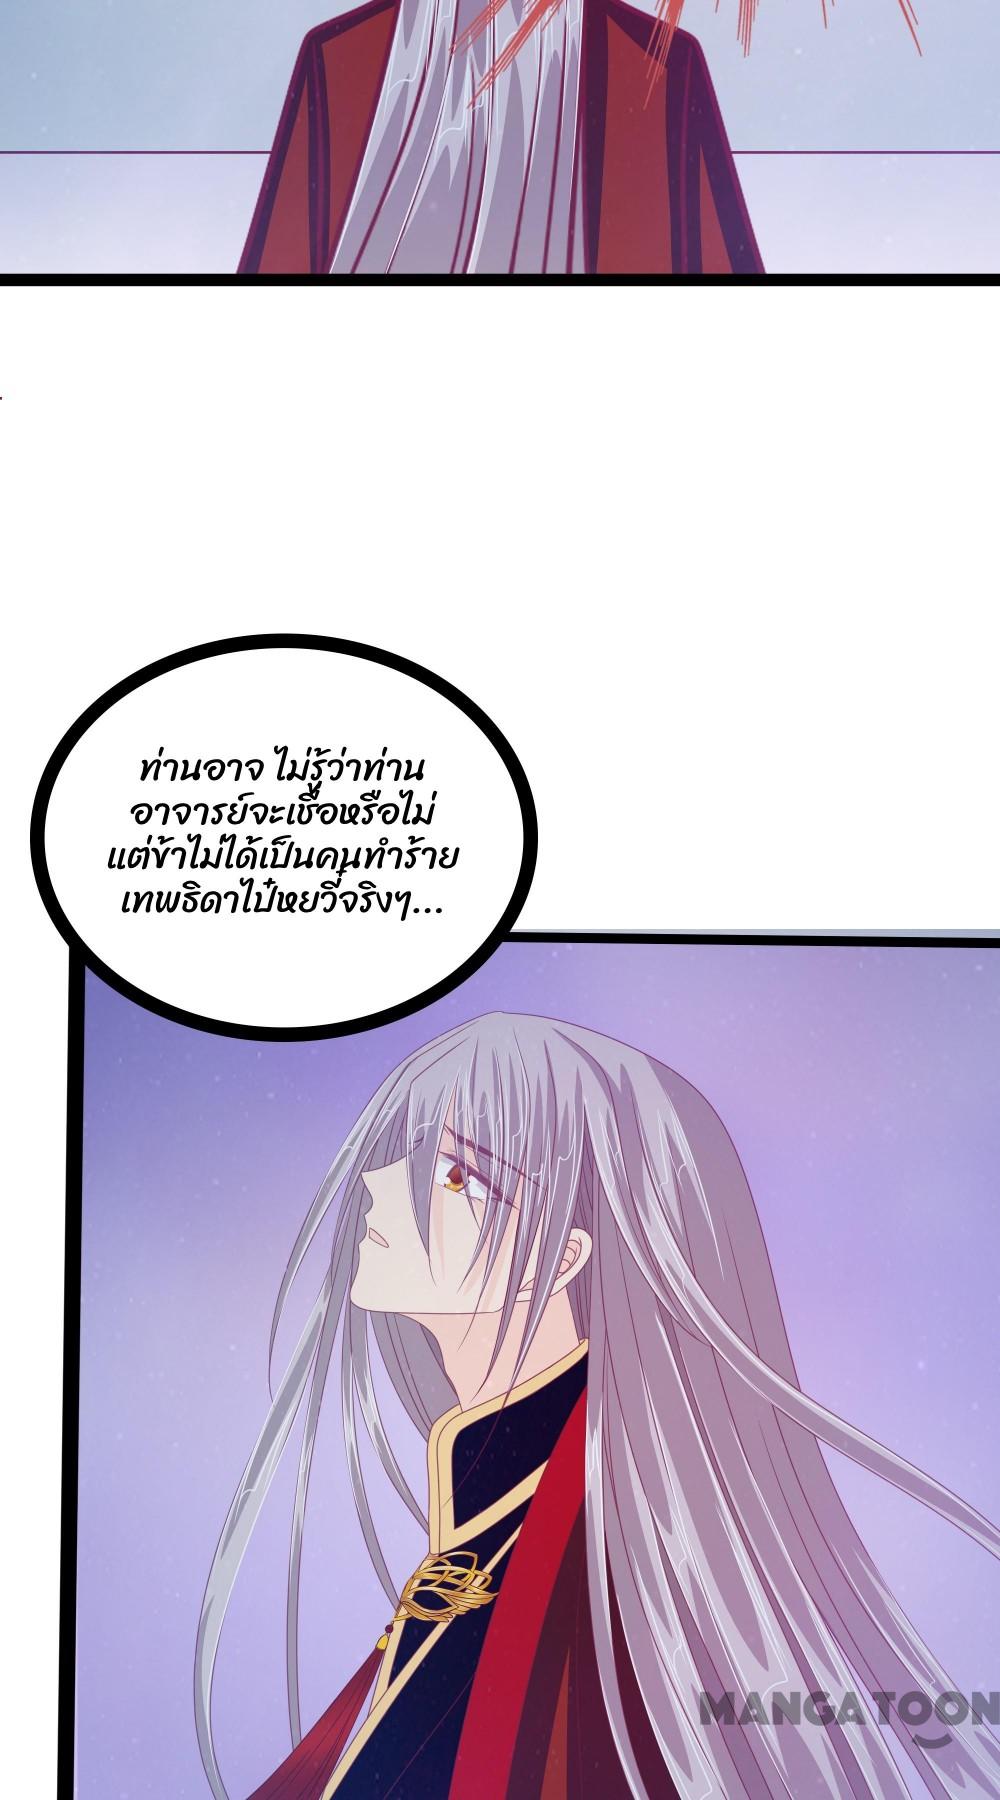 ท่านอาจ ไม่รู้ว่าท่าน
อาจารย์จะเชื่อหรือไม่
แต่ข้าไม่ได้เป็นคนทำร้าย
เทพธิดาไป๋หยวี่จริงๆ...
MANGATOON